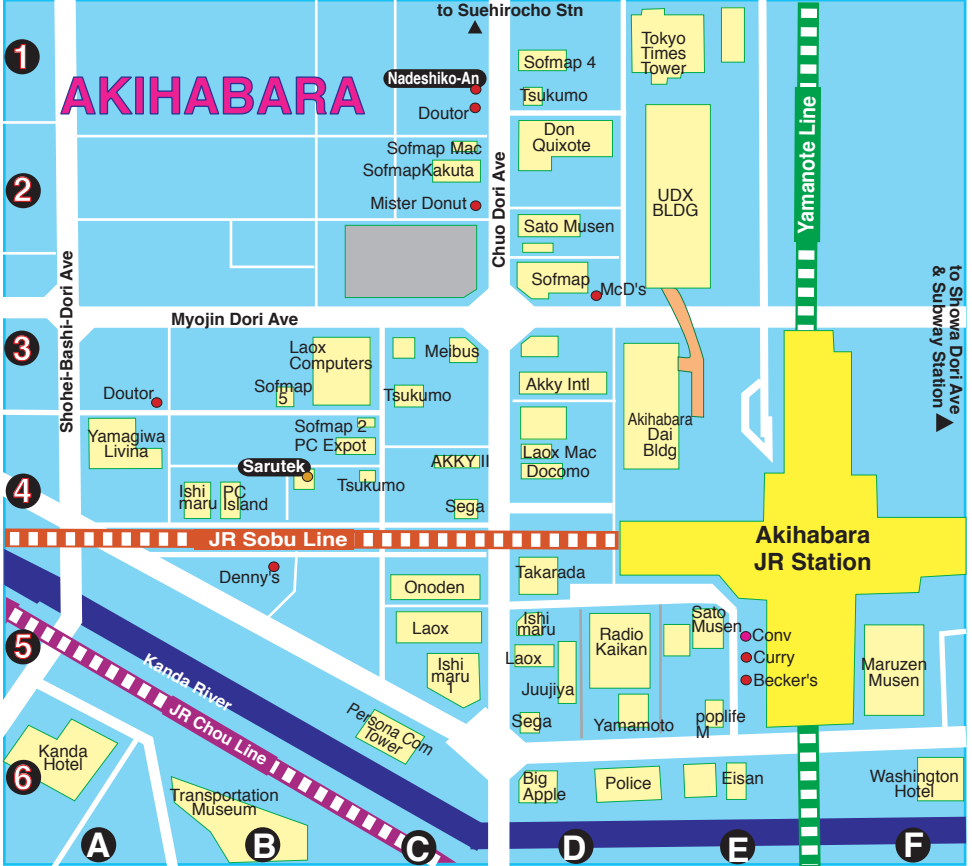 to Suehirocho Stn
1
AKIHABARA
Nadeshiko-An
Doutor
Sofmap 4
Tsukumo
Tokyo
Times
Tower
Yamanote Line
2
Sofmap Mac
SofmapKakuta
Mister Donut
Chuo Dori Ave
Don
Quixote
Sato Musen
UDX
BLDG
Sofmap
McD's
Shohei-Bashi-Dori Ave
Myojin Dori Ave
to Showa Dori Ave
& Subway Station
3
Laox
Computers
Meibus
Sofmap
5
Tsukumo
Doutor
Akky Intl
Akihabara
Dai
Bldg
Yamagiwa
Livina
Sofmap 2
PC Expot
Laox Mac
Docomo
AKKY II
Sarutek
Tsukumo
4
Ishi
maru
PC
Island
Sega
JR Sobu Line
Akihabara
JR Station
Denny's
Onoden
Takarada
5
Laox
Ishi
maru
Radio
Kaikan
Sato
Musen
Conv
Curry
Becker's
Maruzen
Musen
Kanda River
Ishi
maru
1
Laox
Juujiya
JR Chou Line
Persona Com
Tower
Sega
Yamamoto
poplife
M
6
Kanda
Hotel
Transportation
Museum
Big
Apple
Police
Eisan
Washington
Hotel
A
B
C
D
E
F